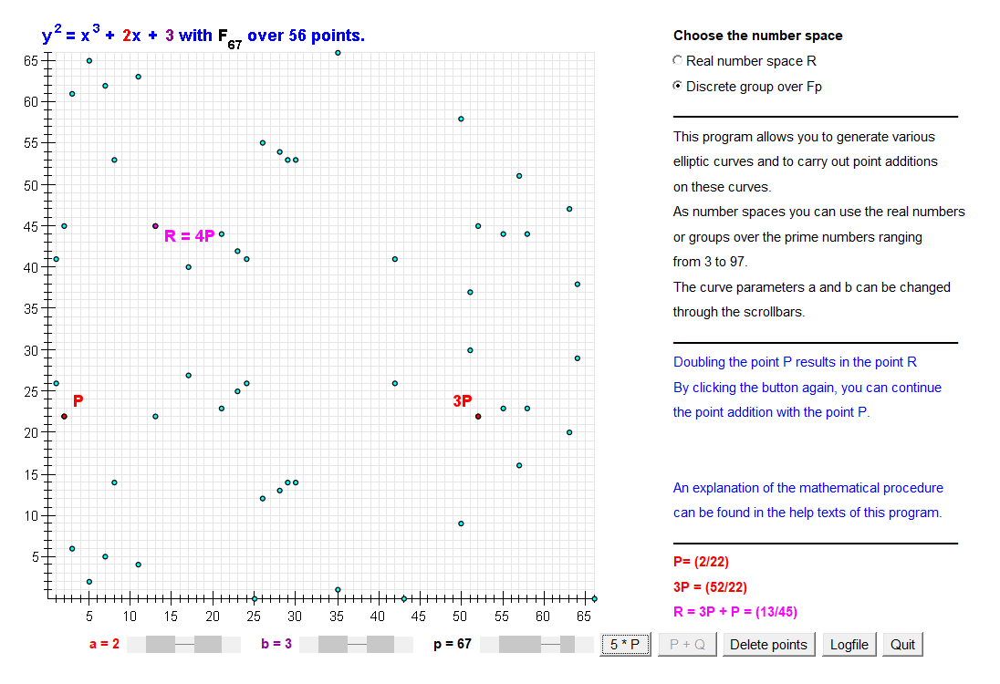 y² = x³ + 2x + 3 with F₆₇ over 56 points.
65
60
55
50
45
40
35
30
25
20
15
10
5
R = 4P
P
3P
5 10 15 20 25 30 35 40 45 50 55 60 65
a = 2
b = 3
p = 67
5 * P
P + Q
Delete points
Logfile
Quit
Choose the number space
Real number space R
Discrete group over Fp
This program allows you to generate various
elliptic curves and to carry out point additions
on these curves.
As number spaces you can use the real numbers
or groups over the prime numbers ranging
from 3 to 97.
The curve parameters a and b can be changed
through the scrollbars.
Doubling the point P results in the point R
By clicking the button again, you can continue
the point addition with the point P.
An explanation of the mathematical procedure
can be found in the help texts of this program.
P= (2/22)
3P = (52/22)
R = 3P + P = (13/45)